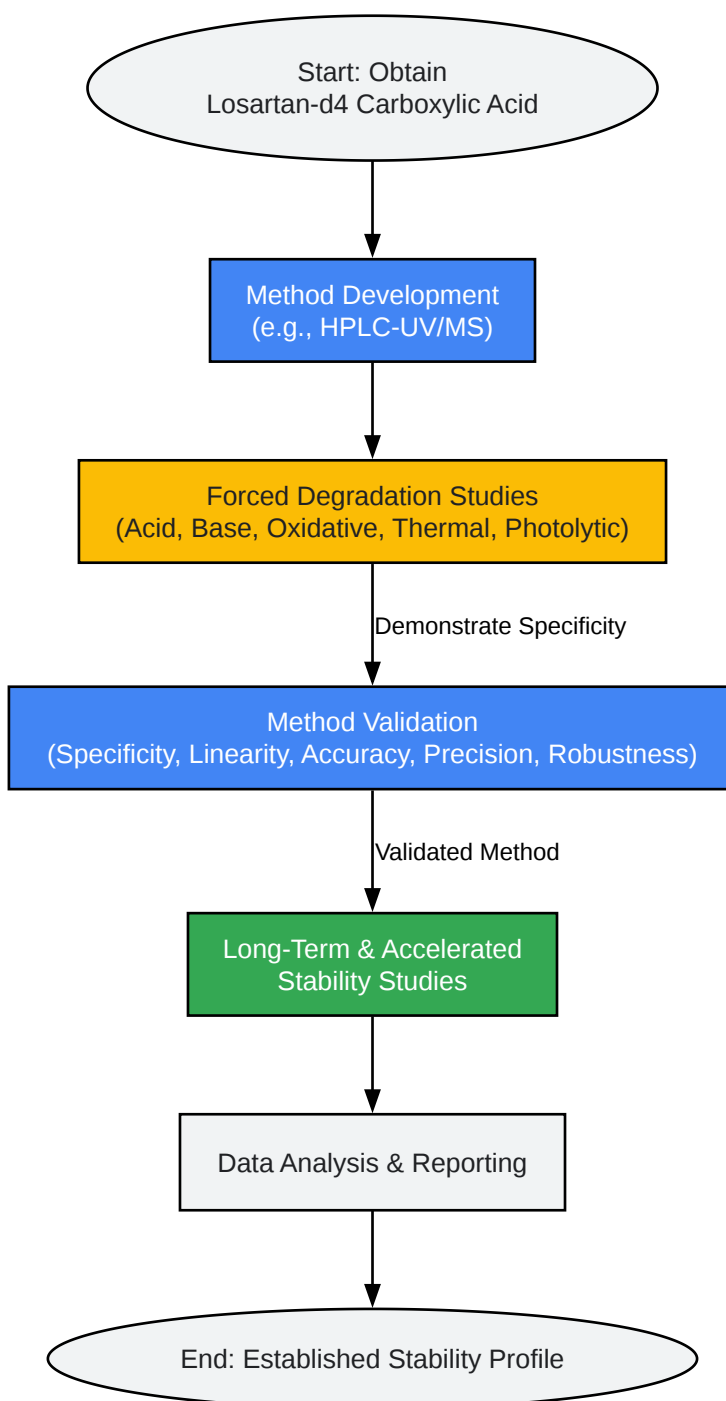 Start: Obtain
Losartan-d4 Carboxylic Acid
Method Development
(e.g., HPLC-UV/MS)
Forced Degradation Studies
(Acid, Base, Oxidative, Thermal, Photolytic)
Demonstrate Specificity
Method Validation
(Specificity, Linearity, Accuracy, Precision, Robustness)
Validated Method
Long-Term & Accelerated
Stability Studies
Data Analysis & Reporting
End: Established Stability Profile